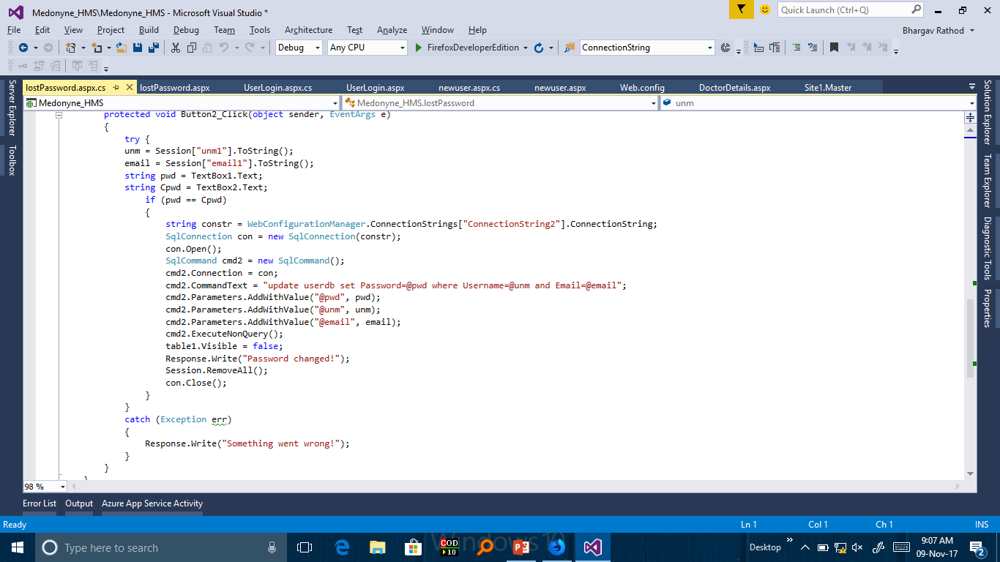 Medonyne_HMS\Medonyne_HMS - Microsoft Visual Studio *
Quick Launch (Ctrl+Q)
File Edit View Project Build Debug Team Tools Architecture Test Analyze Window Help
Bhargav Rathod
Debug Any CPU FirefoxDeveloperEdition ConnectionString
lostPassword.aspx.cs lostPassword.aspx UserLogin.aspx.cs UserLogin.aspx newuser.aspx.cs newuser.aspx Web.config DoctorDetails.aspx Site1.Master
Server Explorer
Toolbox
Medonyne_HMS Medonyne_HMS.lostPassword unm
protected void Button2_Click(object sender, EventArgs e)
{
try {
unm = Session["unm1"].ToString();
email = Session["email1"].ToString();
string pwd = TextBox1.Text;
string Cpwd = TextBox2.Text;
if (pwd == Cpwd)
{
string constr = WebConfigurationManager.ConnectionStrings["ConnectionString2"].ConnectionString;
SqlConnection con = new SqlConnection(constr);
con.Open();
SqlCommand cmd2 = new SqlCommand();
cmd2.Connection = con;
cmd2.CommandText = "update userdb set Password=@pwd where Username=@unm and Email=@email";
cmd2.Parameters.AddWithValue("@pwd", pwd);
cmd2.Parameters.AddWithValue("@unm", unm);
cmd2.Parameters.AddWithValue("@email", email);
cmd2.ExecuteNonQuery();
table1.Visible = false;
Response.Write("Password changed!");
Session.RemoveAll();
con.Close();
}
}
catch (Exception err)
{
Response.Write("Something went wrong!");
}
}
}
Solution Explorer
Team Explorer
Diagnostic Tools
Properties
98 %
Error List Output Azure App Service Activity
Ready Ln 1 Col 1 Ch 1 INS
Type here to search
COD
10
Windows 10
Desktop
9:07 AM
09-Nov-17
2